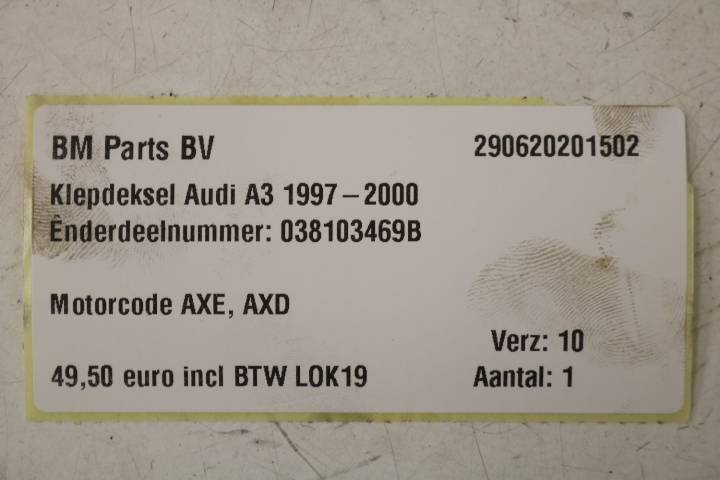 BM Parts BV 290620201502
Klepdeksel Audi A3 1997 – 2000
Ênderdeelnummer: 038103469B
Motorcode AXE, AXD
Verz: 10
49,50 euro incl BTW LOK19 Aantal: 1